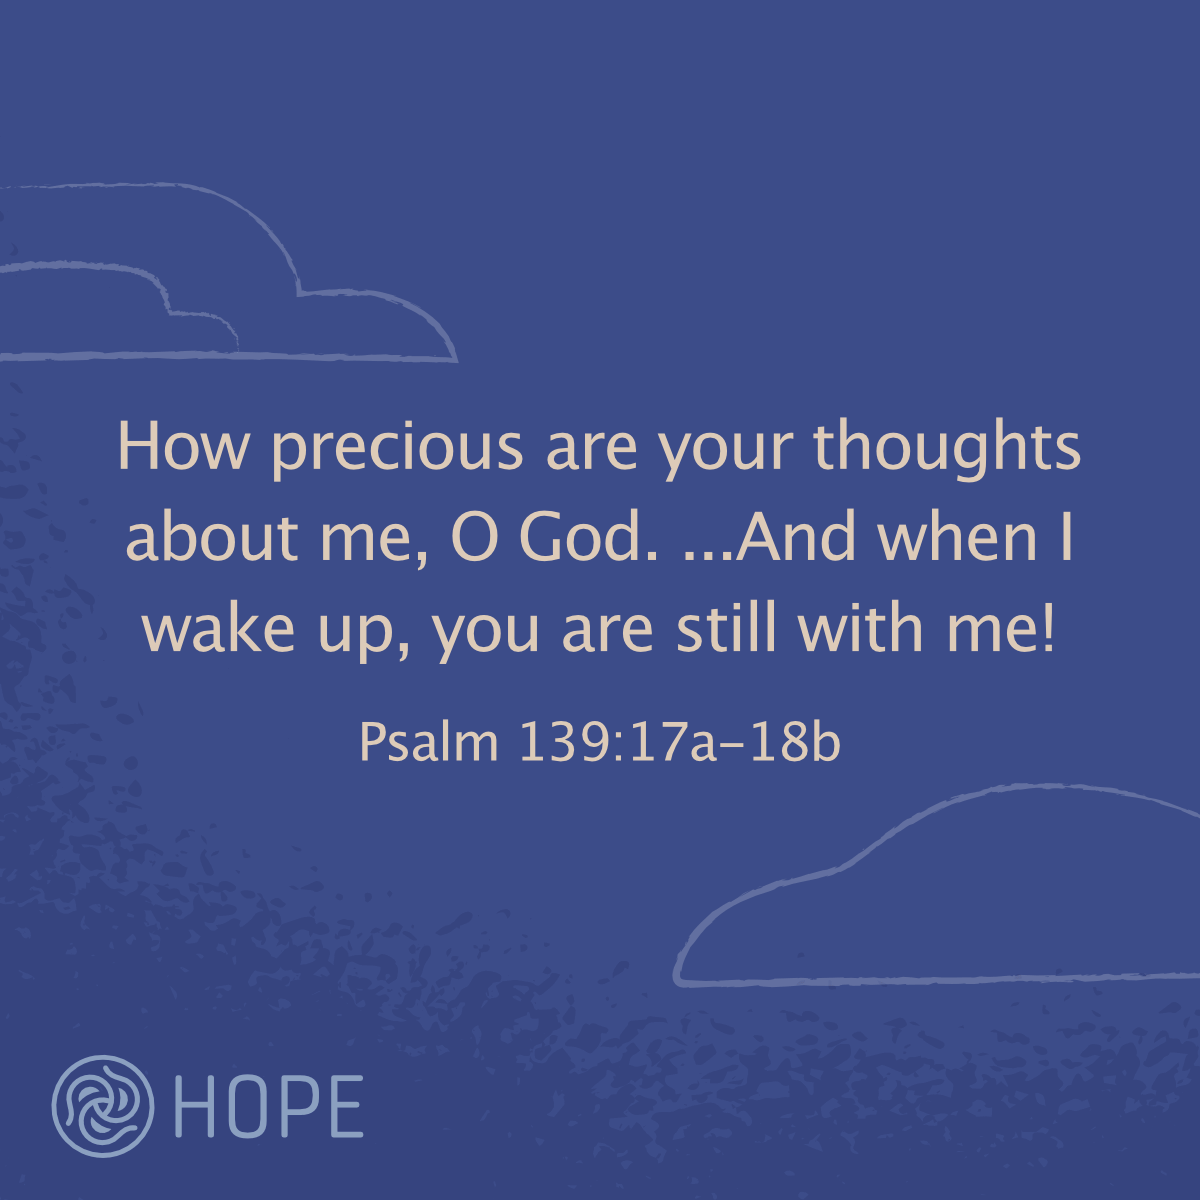 How precious are your thoughts
about me, O God. ...And when I
wake up, you are still with me!
Psalm 139:17a–18b
HOPE